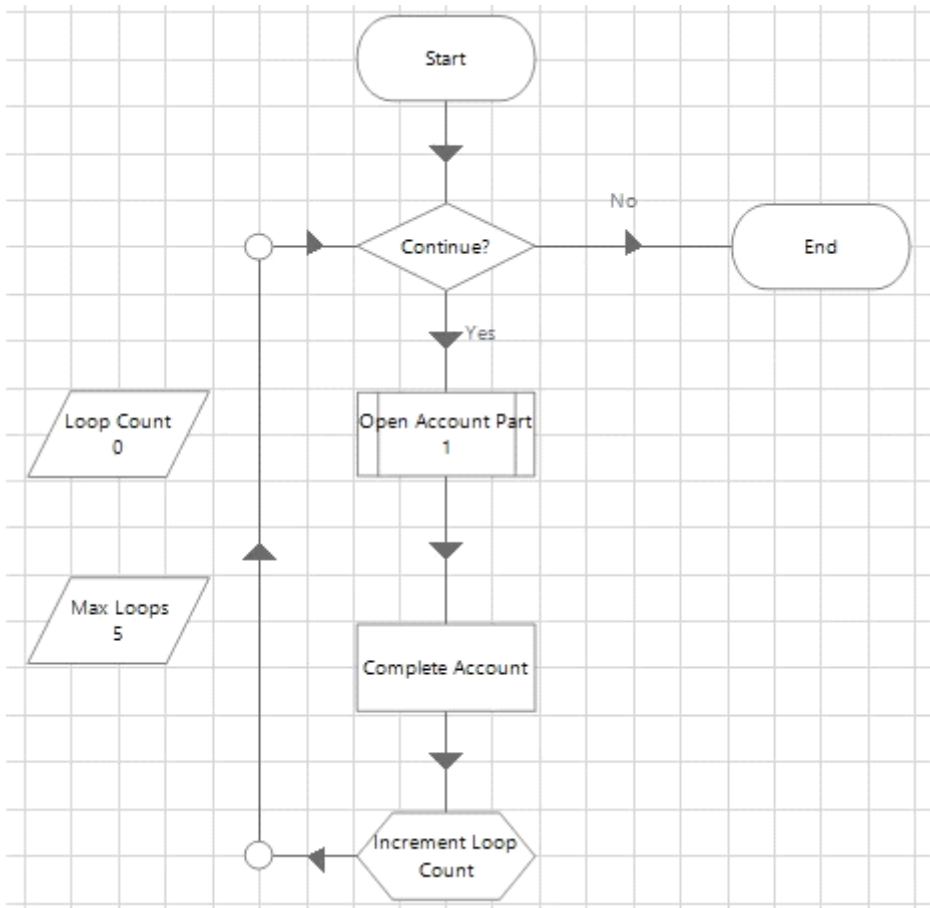 Start
Continue?
No
End
Yes
Loop Count
0
Open Account Part
1
Max Loops
5
Complete Account
Increment Loop
Count